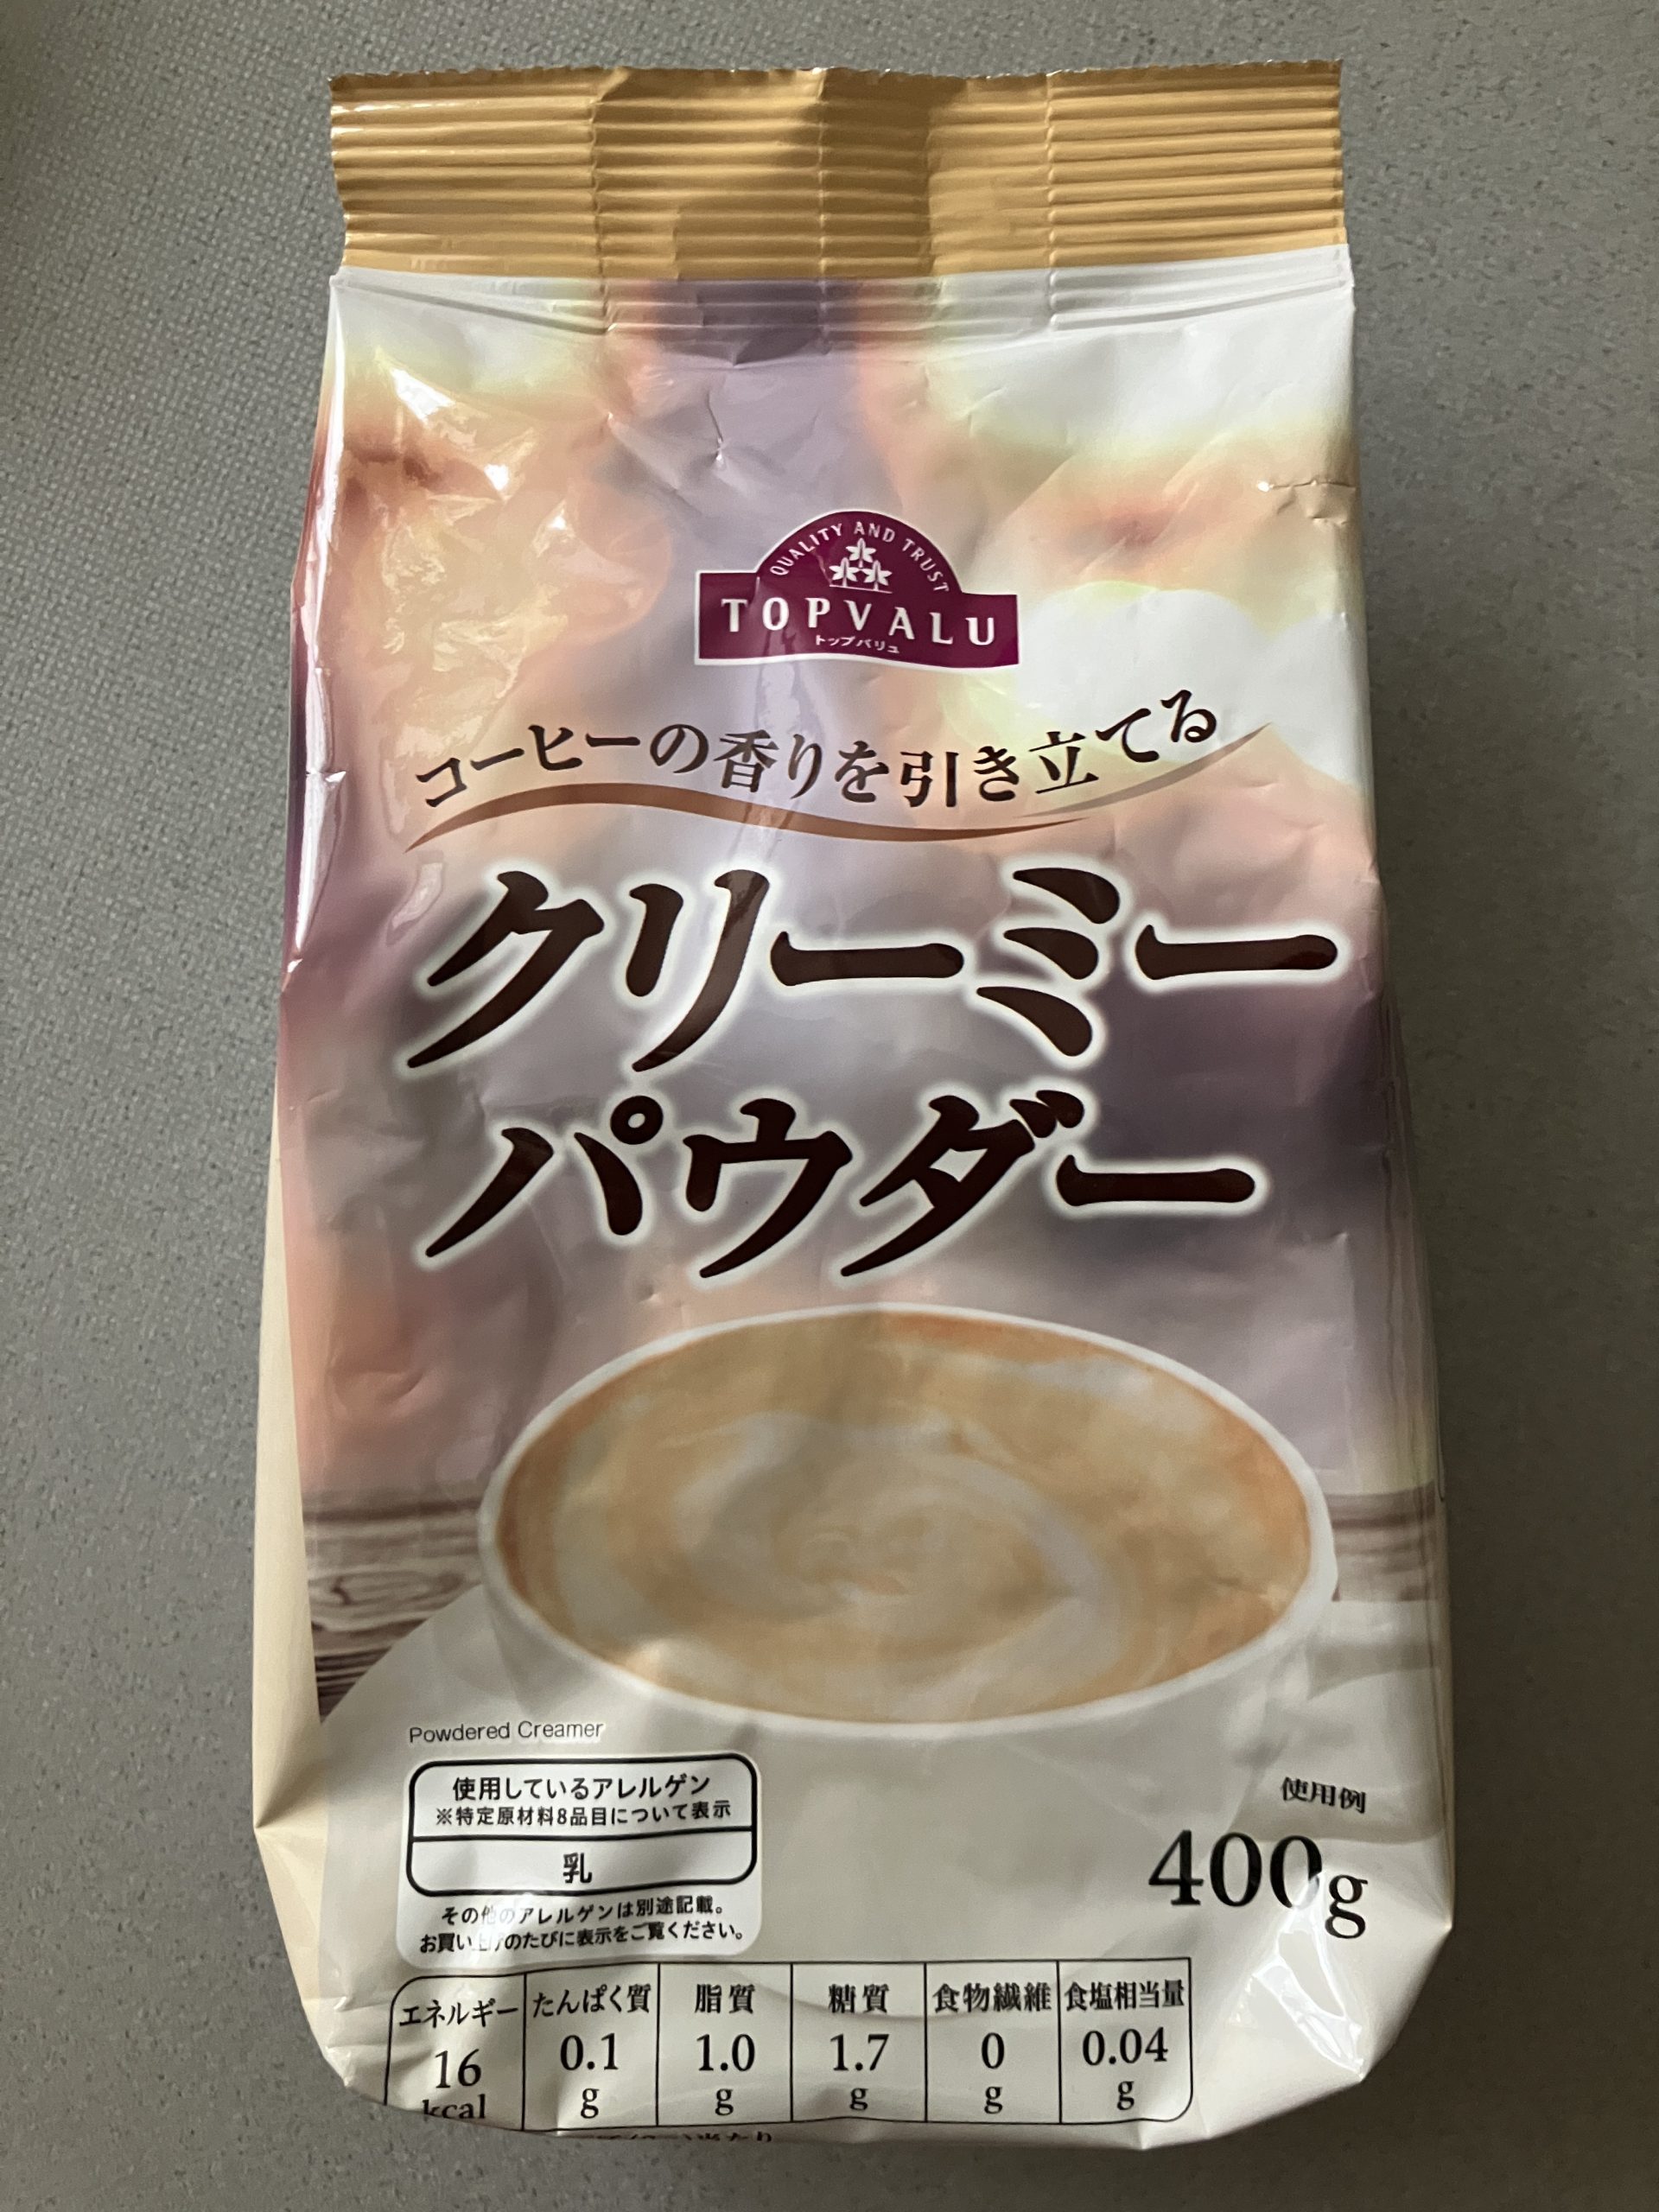 QUALITY AND TRUST
TOPVALU
トップバリュ
コーヒーの香りを引き立てる
クリーミー
パウダー
Powdered Creamer
使用しているアレルゲン
※特定原材料8品目について表示
乳
その他のアレルゲンは別途記載。
お買い上げのたびに表示をご覧ください。
使用例
400g
エネルギー たんぱく質 脂質 糖質 食物繊維 食塩相当量
16 0.1 1.0 1.7 0 0.04
kcal g g g g g
当たり